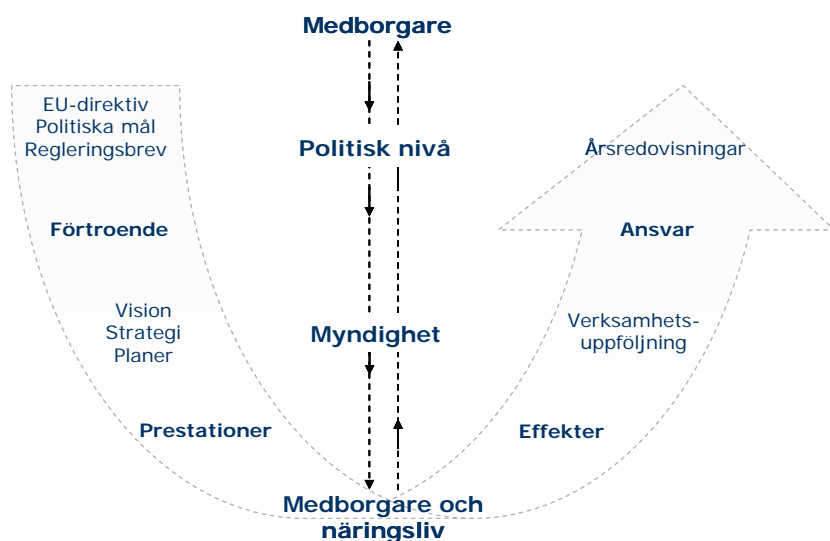 Medborgare
EU-direktiv
Politiska mål
Regleringsbrev
Politisk nivå
Årsredovisningar
Förtroende
Ansvar
Vision
Strategi
Planer
Myndighet
Verksamhets-
uppföljning
Prestationer
Effekter
Medborgare och
näringsliv